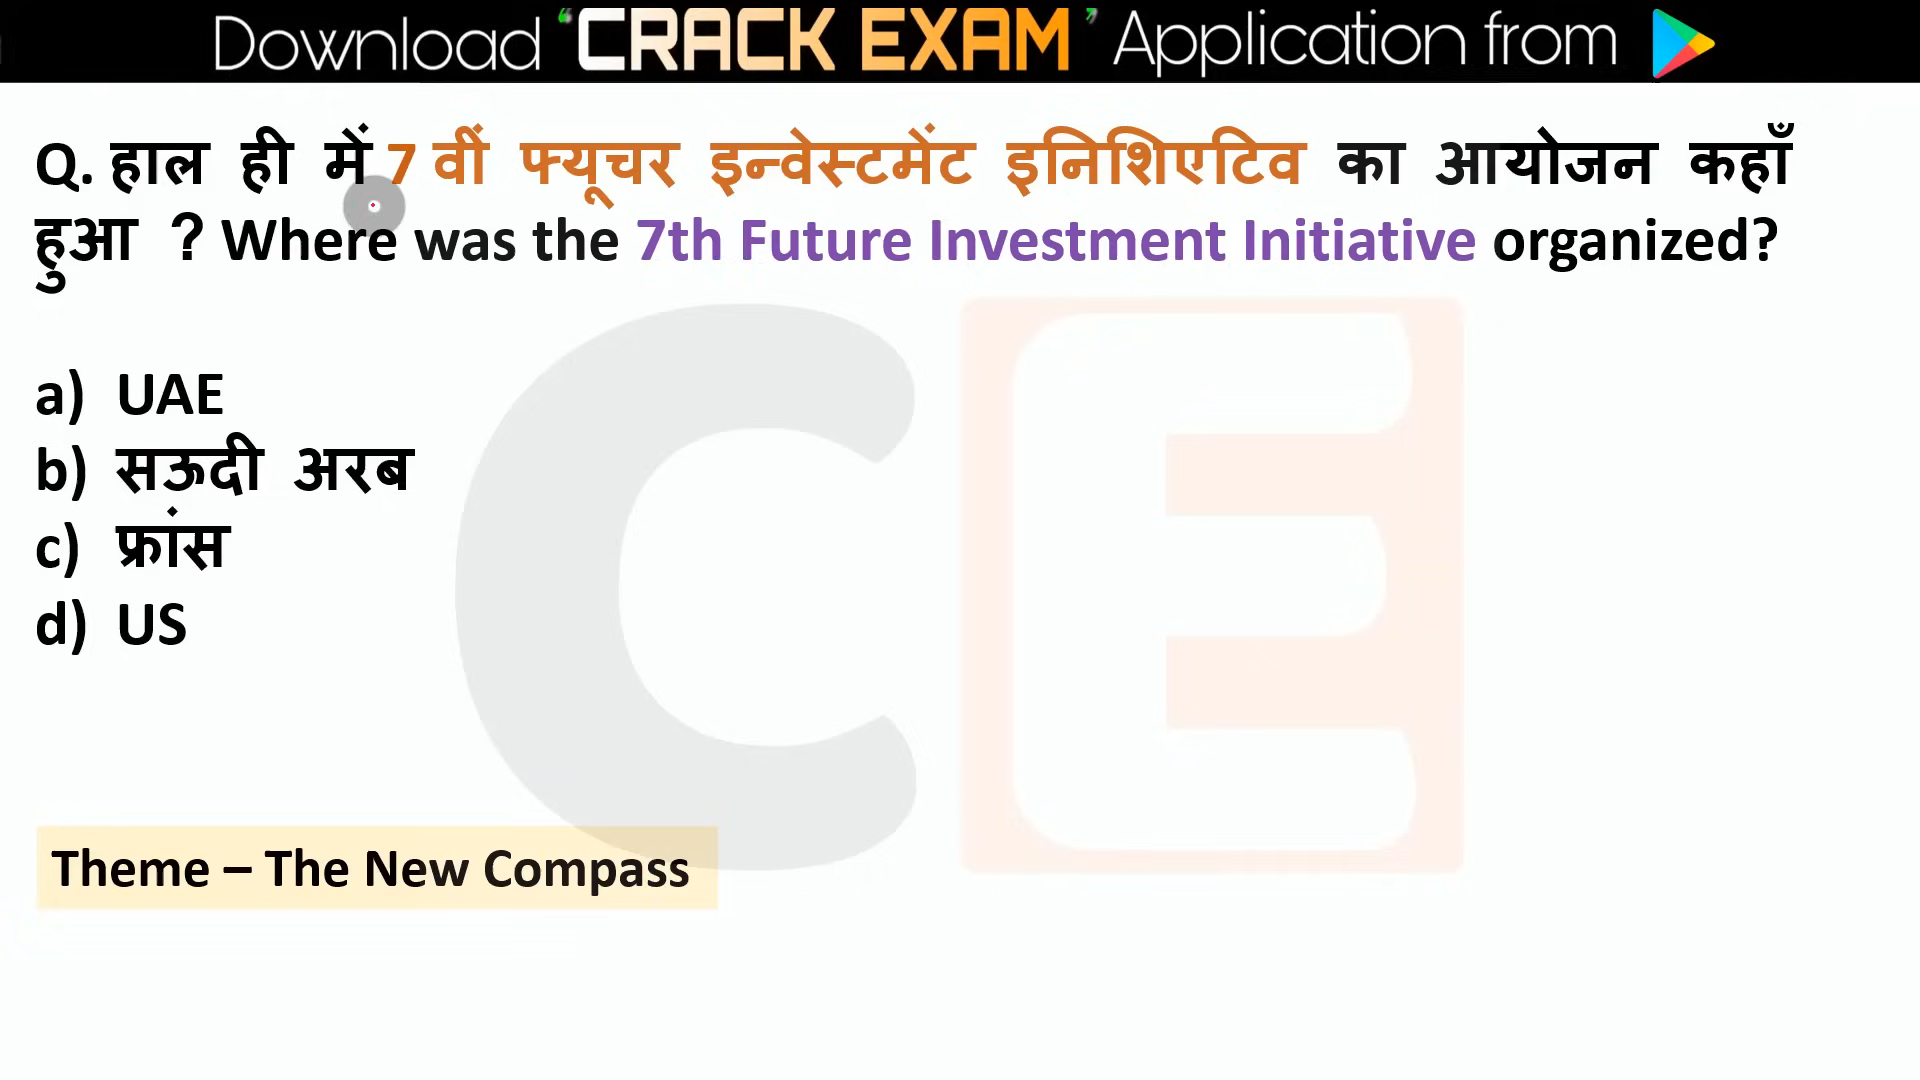 Download ‘CRACK EXAM’ Application from
Q. हाल ही में 7 वीं फ्यूचर इन्वेस्टमेंट इनिशिएटिव का आयोजन कहाँ
हुआ ? Where was the 7th Future Investment Initiative organized?
a) UAE
b) सऊदी अरब
c) फ्रांस
d) US
CE
Theme – The New Compass